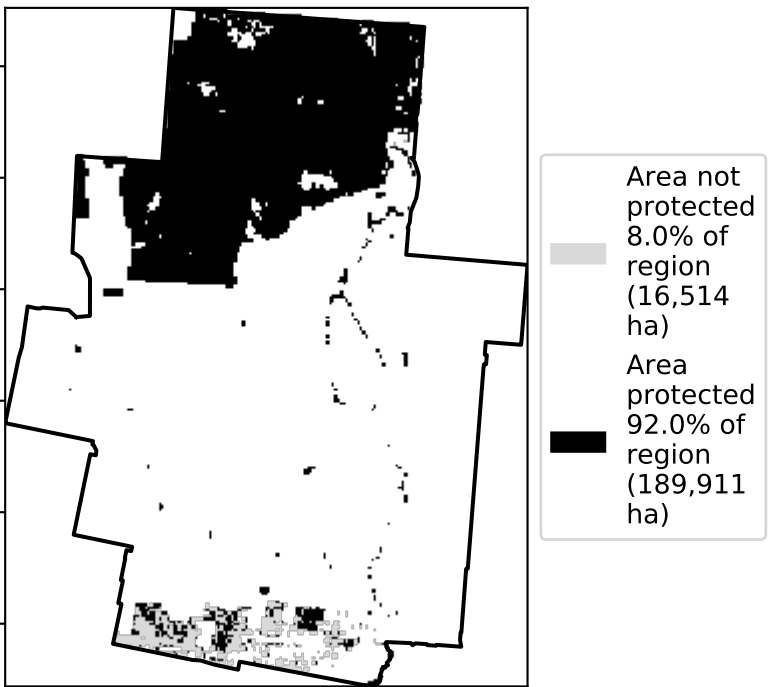 Area not
protected
8.0% of
region
(16,514
ha)
Area
protected
92.0% of
region
(189,911
ha)